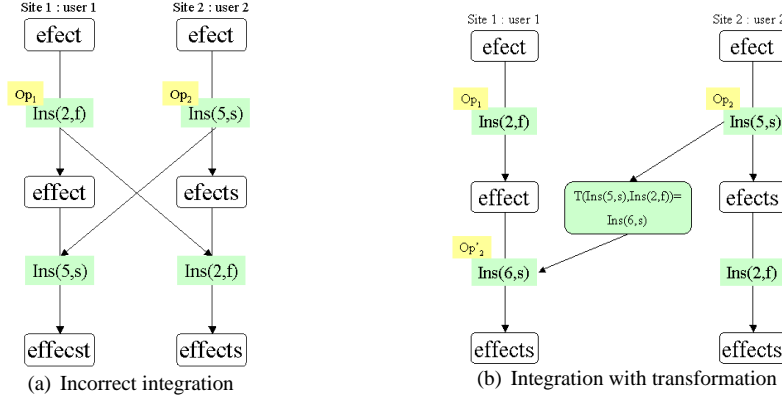 Site 1 : user 1 Site 2 : user 2
efect efect
Op1 Op2
Ins(2,f) Ins(5,s)
effect efects
Ins(5,s) Ins(2,f)
effecst effects
(a) Incorrect integration
Site 1 : user 1 Site 2 : user 2
efect efect
Op1 Op2
Ins(2,f) Ins(5,s)
effect T(Ins(5,s),Ins(2,f))= efects
Ins(6,s)
Op'2
Ins(6,s) Ins(2,f)
effects effects
(b) Integration with transformation